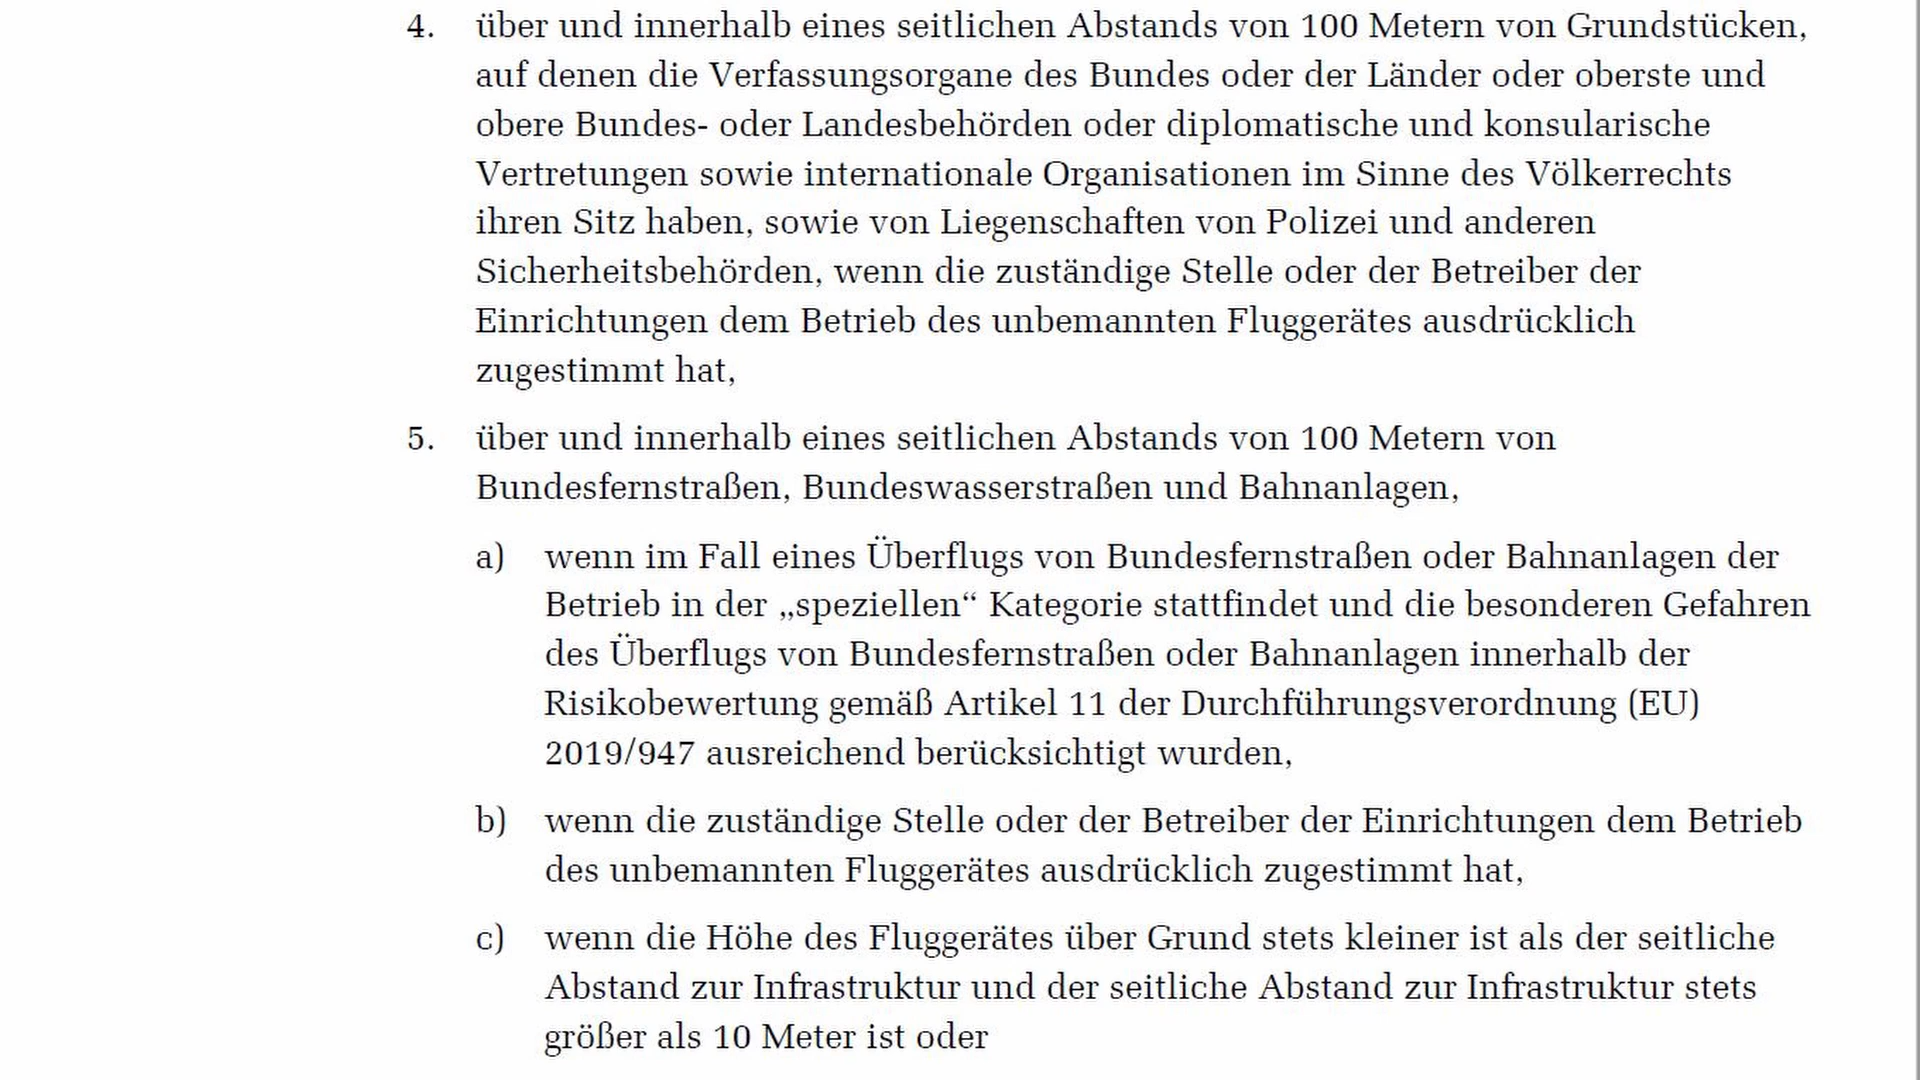 4. über und innerhalb eines seitlichen Abstands von 100 Metern von Grundstücken,
auf denen die Verfassungsorgane des Bundes oder der Länder oder oberste und
obere Bundes- oder Landesbehörden oder diplomatische und konsularische
Vertretungen sowie internationale Organisationen im Sinne des Völkerrechts
ihren Sitz haben, sowie von Liegenschaften von Polizei und anderen
Sicherheitsbehörden, wenn die zuständige Stelle oder der Betreiber der
Einrichtungen dem Betrieb des unbemannten Fluggerätes ausdrücklich
zugestimmt hat,
5. über und innerhalb eines seitlichen Abstands von 100 Metern von
Bundesfernstraßen, Bundeswasserstraßen und Bahnanlagen,
a) wenn im Fall eines Überflugs von Bundesfernstraßen oder Bahnanlagen der
Betrieb in der „speziellen“ Kategorie stattfindet und die besonderen Gefahren
des Überflugs von Bundesfernstraßen oder Bahnanlagen innerhalb der
Risikobewertung gemäß Artikel 11 der Durchführungsverordnung (EU)
2019/947 ausreichend berücksichtigt wurden,
b) wenn die zuständige Stelle oder der Betreiber der Einrichtungen dem Betrieb
des unbemannten Fluggerätes ausdrücklich zugestimmt hat,
c) wenn die Höhe des Fluggerätes über Grund stets kleiner ist als der seitliche
Abstand zur Infrastruktur und der seitliche Abstand zur Infrastruktur stets
größer als 10 Meter ist oder